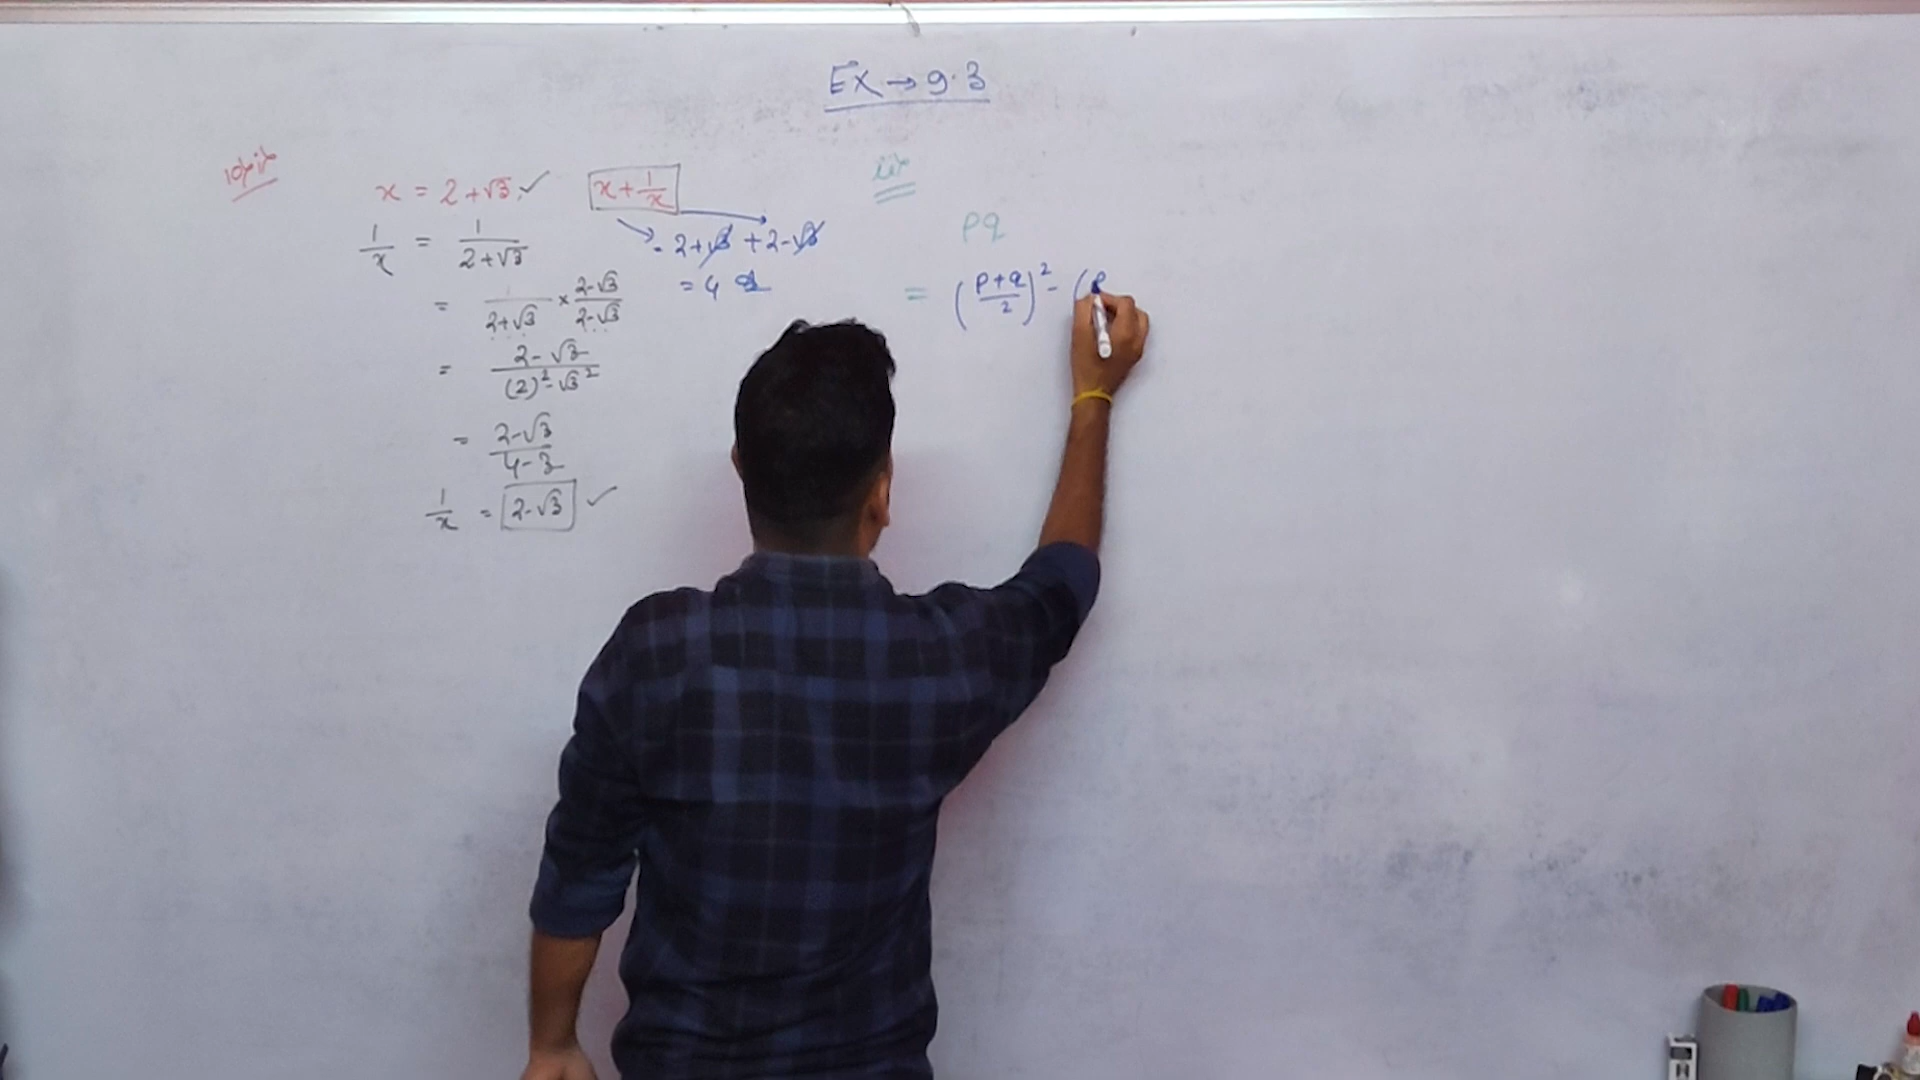 EX → 9.3
10) i)
x = 2+√3 ✓
1/x = 1/(2+√3)
= 1/(2+√3) × (2-√3)/(2-√3)
= (2-√3)/((2)²-√3²)
= (2-√3)/(4-3)
1/x = 2-√3 ✓
x + 1/x
= 2+√3 + 2-√3
= 4
ii)
pq
= ((p+q)/2)² - (p